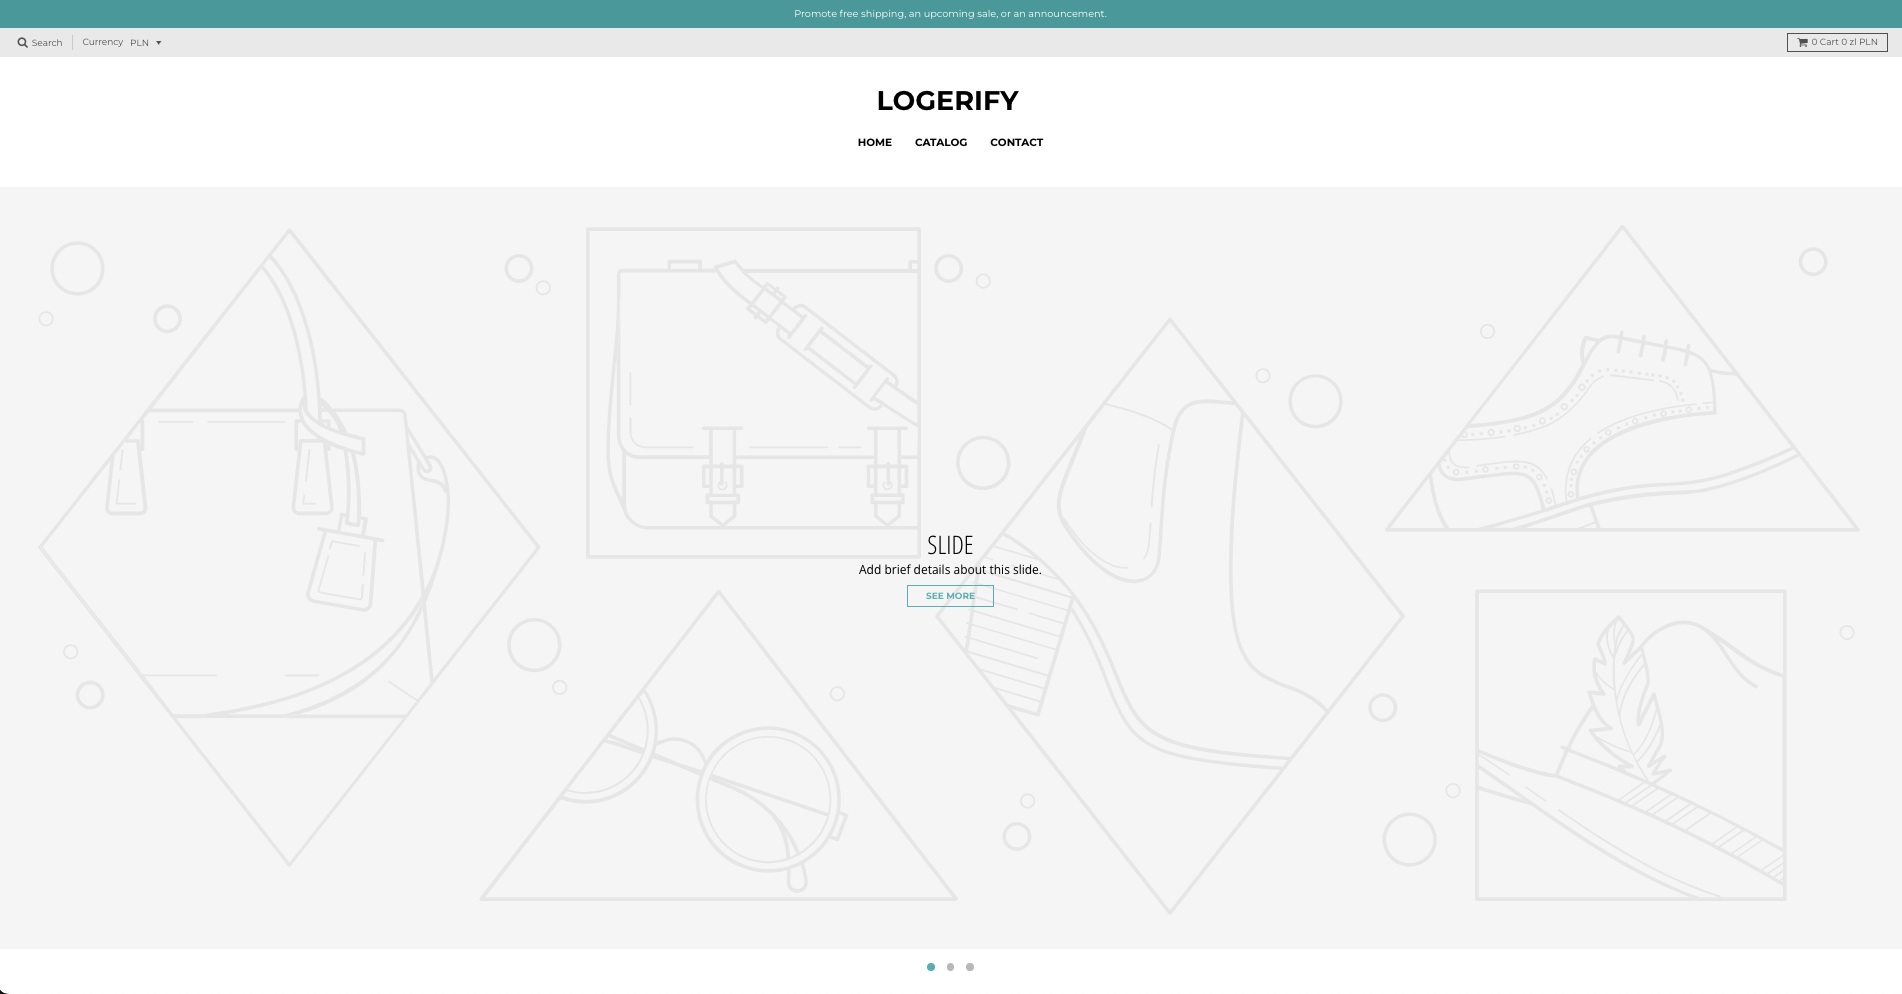 Promote free shipping, an upcoming sale, or an announcement.
Search Currency PLN 0 Cart 0 zl PLN
LOGERIFY
HOME CATALOG CONTACT
SLIDE
Add brief details about this slide.
SEE MORE